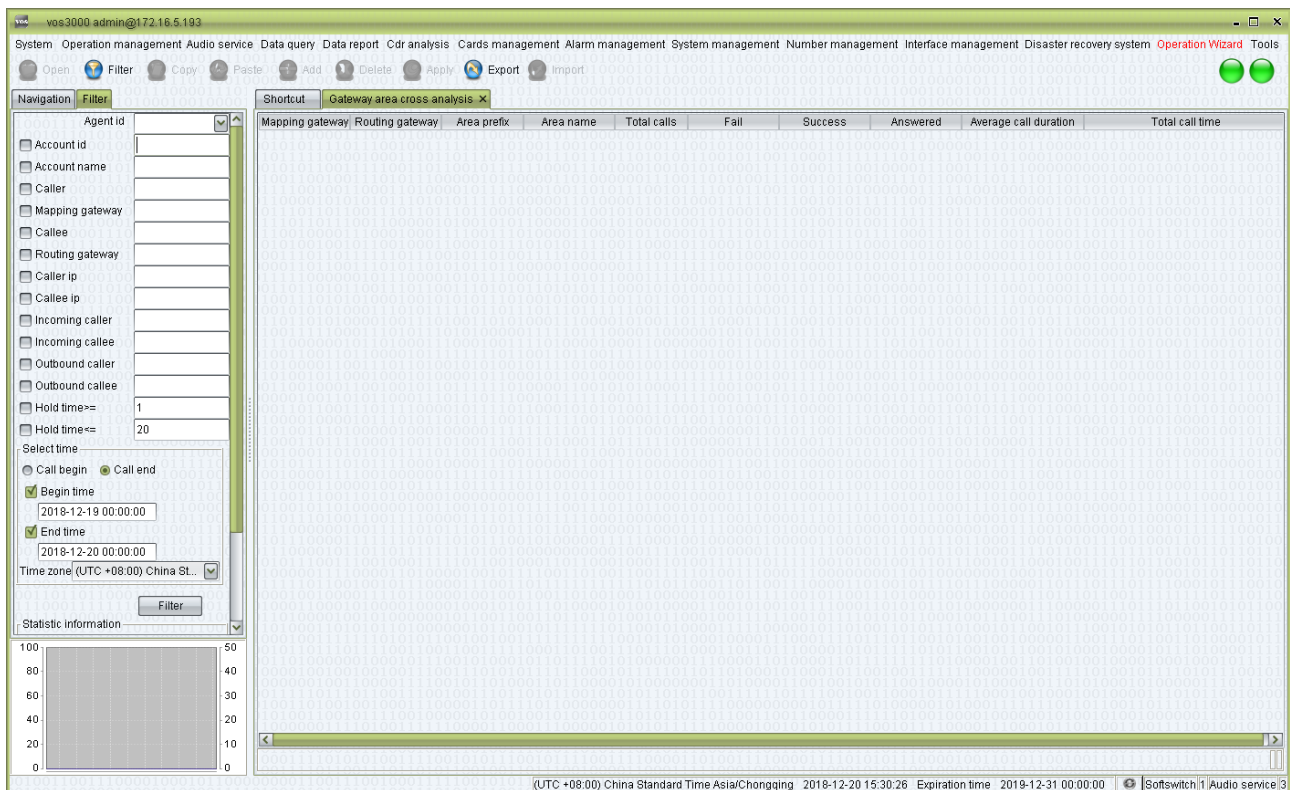 vos vos3000 admin@172.16.5.193
System Operation management Audio service Data query Data report Cdr analysis Cards management Alarm management System management Number management Interface management Disaster recovery system Operation Wizard Tools
Open Filter Copy Paste Add Delete Apply Export Import
Navigation Filter
Shortcut Gateway area cross analysis
Agent id
Account id
Account name
Caller
Mapping gateway
Callee
Routing gateway
Caller ip
Callee ip
Incoming caller
Incoming callee
Outbound caller
Outbound callee
Hold time>= 1
Hold time<= 20
Select time
Call begin Call end
Begin time
2018-12-19 00:00:00
End time
2018-12-20 00:00:00
Time zone (UTC +08:00) China St...
Filter
Statistic information
100 50
80 40
60 30
40 20
20 10
0 0
Mapping gateway Routing gateway Area prefix Area name Total calls Fail Success Answered Average call duration Total call time
(UTC +08:00) China Standard Time Asia/Chongqing 2018-12-20 15:30:26 Expiration time 2019-12-31 00:00:00 Softswitch 1 Audio service 3